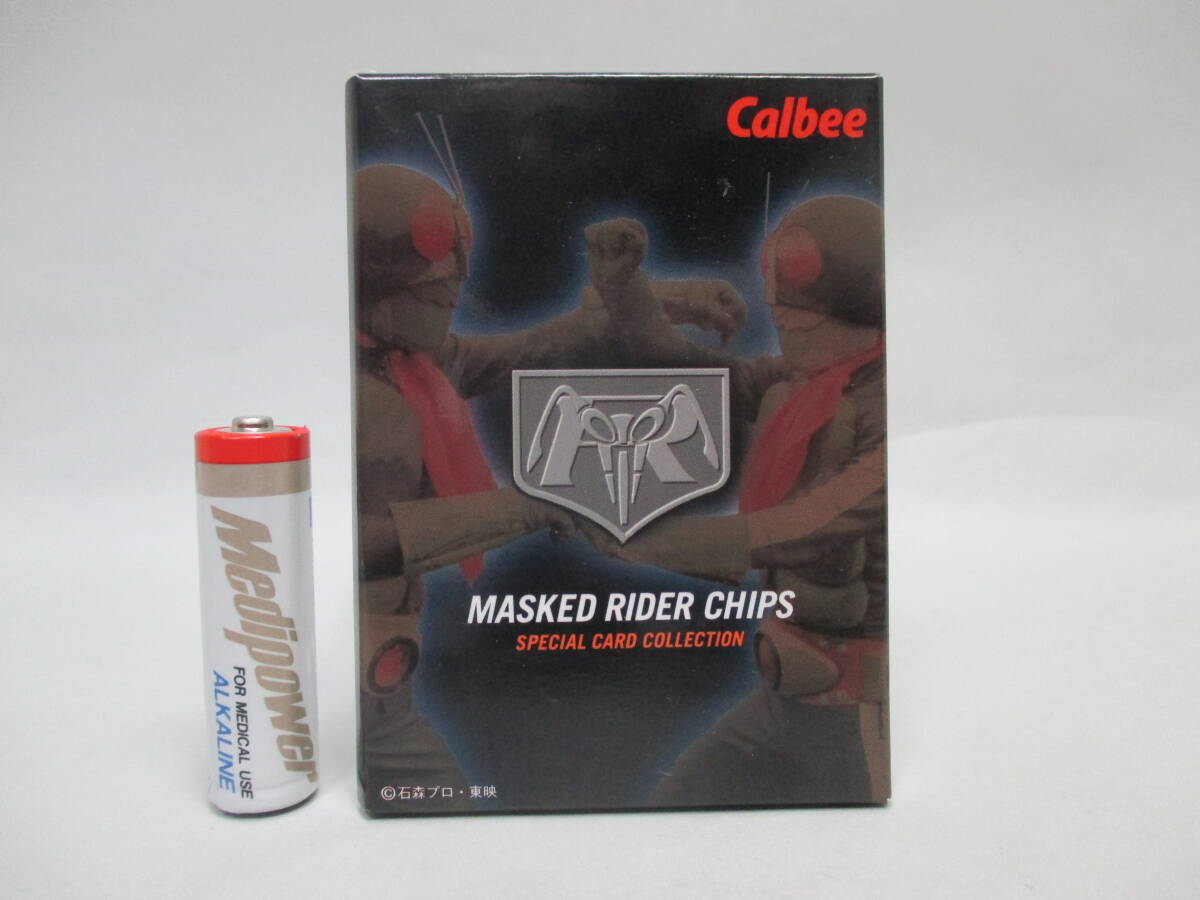 Calbee
MASKED RIDER CHIPS
SPECIAL CARD COLLECTION
©石森プロ・東映
Medipower
FOR MEDICAL USE
ALKALINE